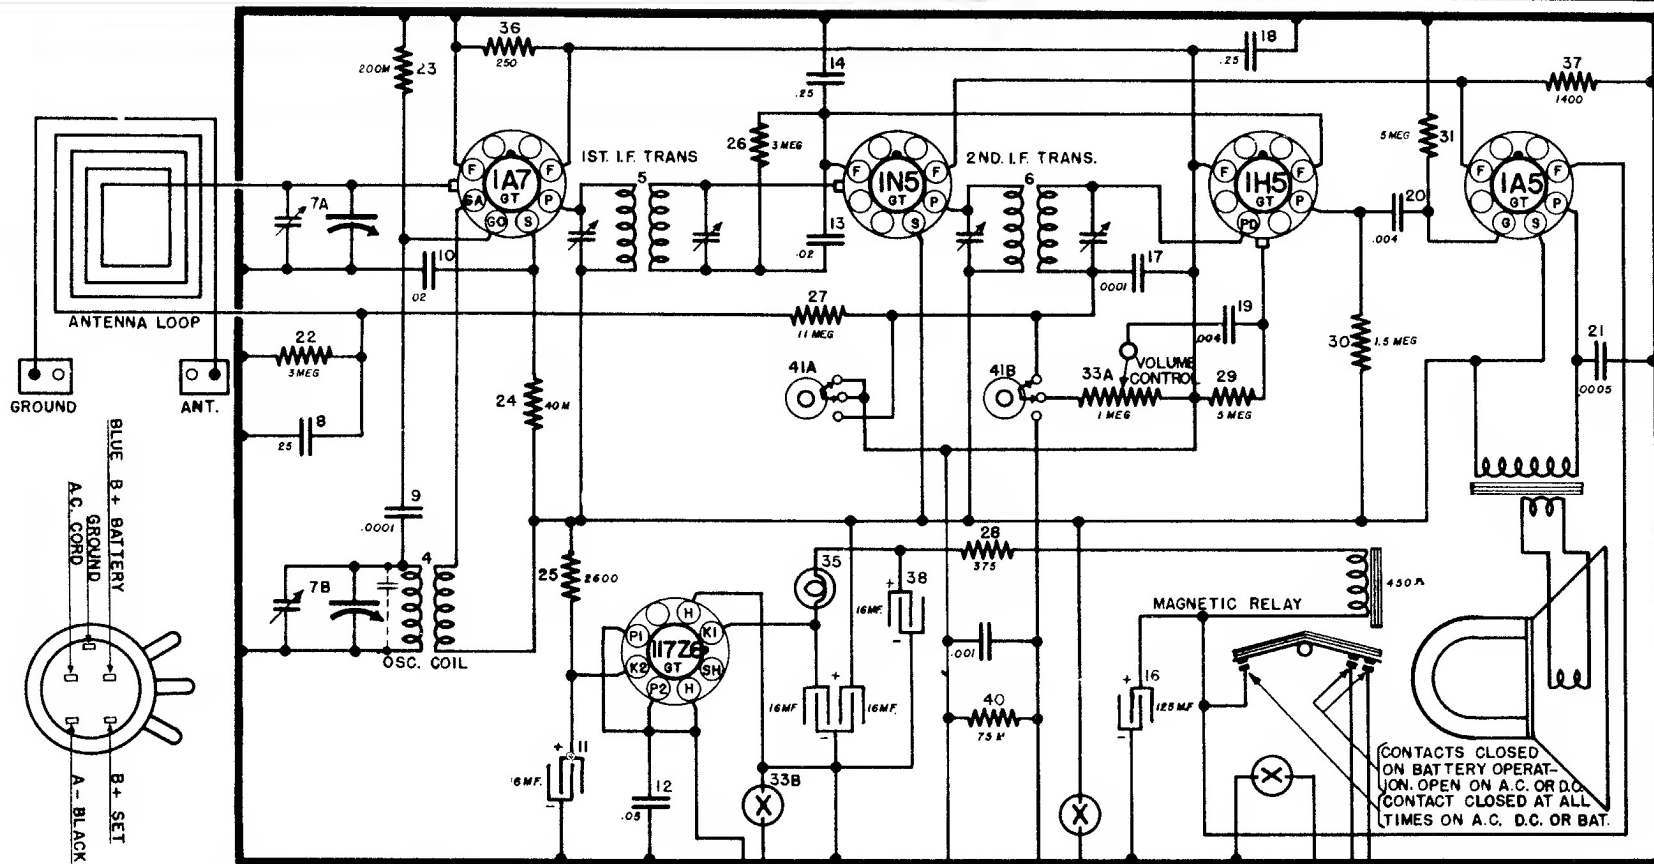 36
250
200M
23
14
.25
18
.25
37
1400
26
3 MEG
5 MEG
31
1ST. I.F. TRANS
5
2ND. I.F. TRANS.
6
F
F
1A7
GT
GA
GO
S
P
F
F
1N5
GT
P
S
F
F
1H5
GT
P
PD
F
F
1A5
GT
P
G
S
7A
10
02
13
.02
17
.0001
20
.004
ANTENNA LOOP
22
3MEG
27
11 MEG
19
.004
30
1.5 MEG
21
.0005
GROUND
ANT.
8
25
24
40M
41A
41B
33A
1 MEG
VOLUME
CONTROL
29
5 MEG
BLUE B+ BATTERY
GROUND
A.C. CORD
9
.0001
4
7B
OSC. COIL
25
2600
35
38
16MF.
28
375
450 Ω
MAGNETIC RELAY
P1
H
K1
117Z6
GT
K2
P2
H
SH
16MF
16MF.
.001
40
75 M
16
125 MF
11
16MF.
12
.05
33B
X
X
X
A- BLACK
B+ SET
CONTACTS CLOSED
ON BATTERY OPERAT-
ION. OPEN ON A.C. OR D.C.
CONTACT CLOSED AT ALL
TIMES ON A.C. D.C. OR BAT.
+
-
+
-
+
-
+
-